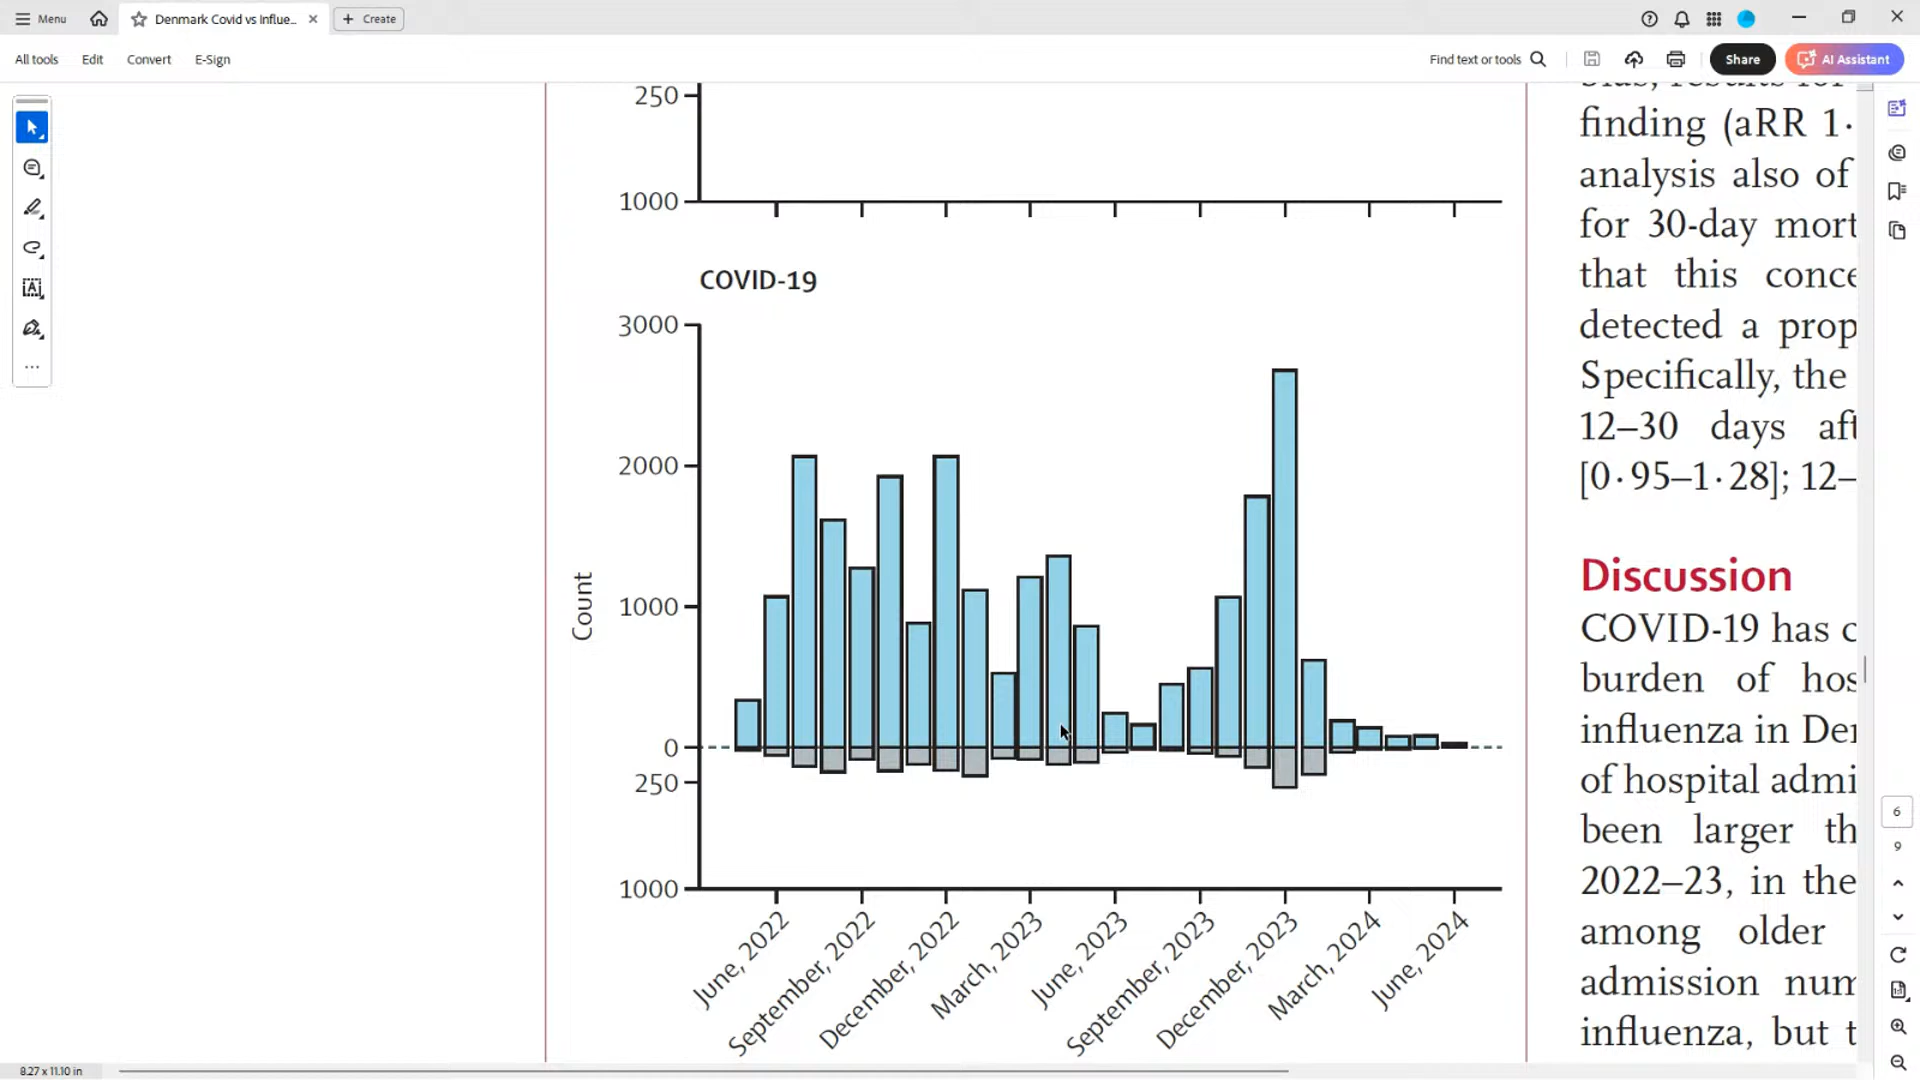 Menu
Denmark Covid vs Influe...
Create
All tools
Edit
Convert
E-Sign
Find text or tools
Share
AI Assistant
250
1000
COVID-19
3000
2000
1000
0
250
1000
Count
June, 2022
September, 2022
December, 2022
March, 2023
June, 2023
September, 2023
December, 2023
March, 2024
June, 2024
finding (aRR 1·
analysis also of
for 30-day mort
that this conce
detected a prop
Specifically, the
12–30 days aft
[0·95–1·28]; 12–
Discussion
COVID-19 has c
burden of hos
influenza in Der
of hospital admi
been larger th
2022–23, in the
among older
admission num
influenza, but t
6
9
8.27 x 11.10 in